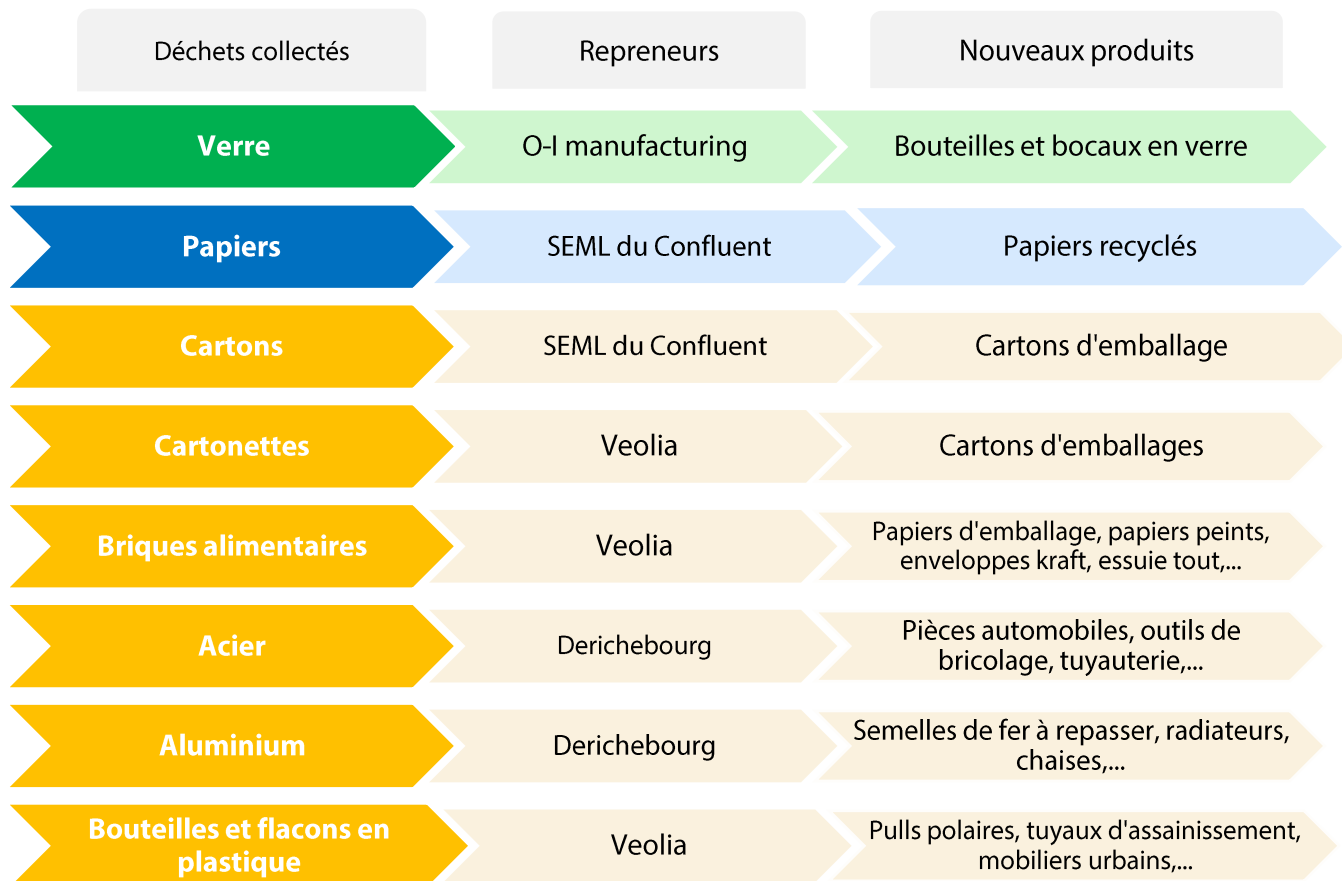 Déchets collectés
Repreneurs
Nouveaux produits
Verre
O-I manufacturing
Bouteilles et bocaux en verre
Papiers
SEML du Confluent
Papiers recyclés
Cartons
SEML du Confluent
Cartons d'emballage
Cartonettes
Veolia
Cartons d'emballages
Briques alimentaires
Veolia
Papiers d'emballage, papiers peints,
enveloppes kraft, essuie tout,...
Acier
Derichebourg
Pièces automobiles, outils de
bricolage, tuyauterie,...
Aluminium
Derichebourg
Semelles de fer à repasser, radiateurs,
chaises,...
Bouteilles et flacons en
plastique
Veolia
Pulls polaires, tuyaux d'assainissement,
mobiliers urbains,...